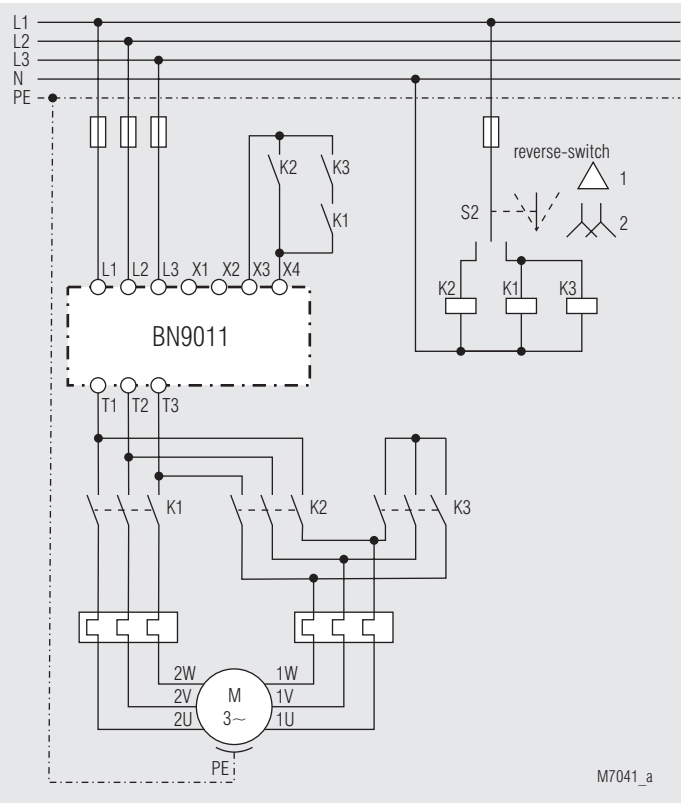 L1
L2
L3
N
PE
reverse-switch
K2 K3
1
K1
S2
2
L1 L2 L3 X1 X2 X3 X4
K2 K1 K3
BN9011
T1 T2 T3
K1 K2 K3
2W 1W
2V M 1V
2U 3~ 1U
PE
M7041_a